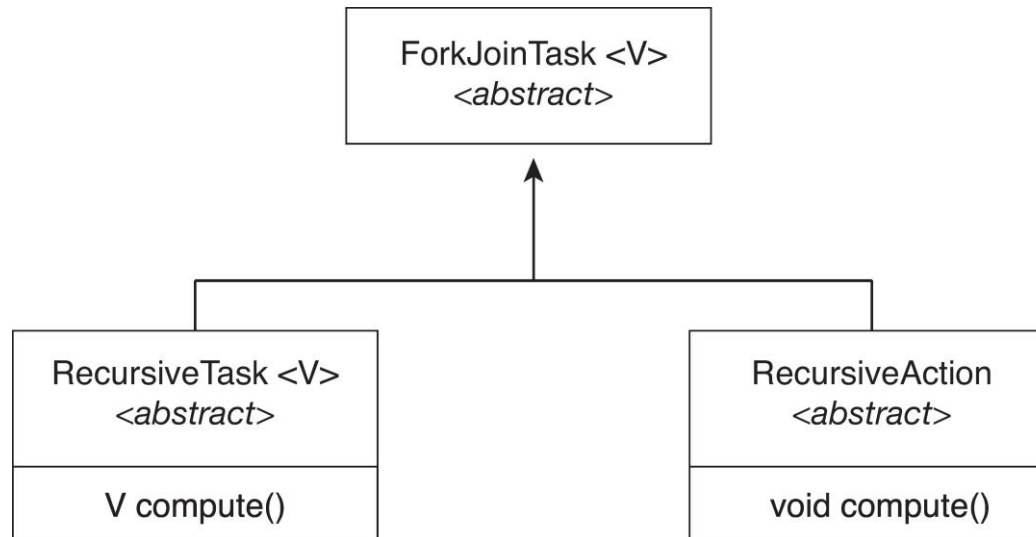 ForkJoinTask <V>
<abstract>
RecursiveTask <V>
<abstract>
V compute()
RecursiveAction
<abstract>
void compute()